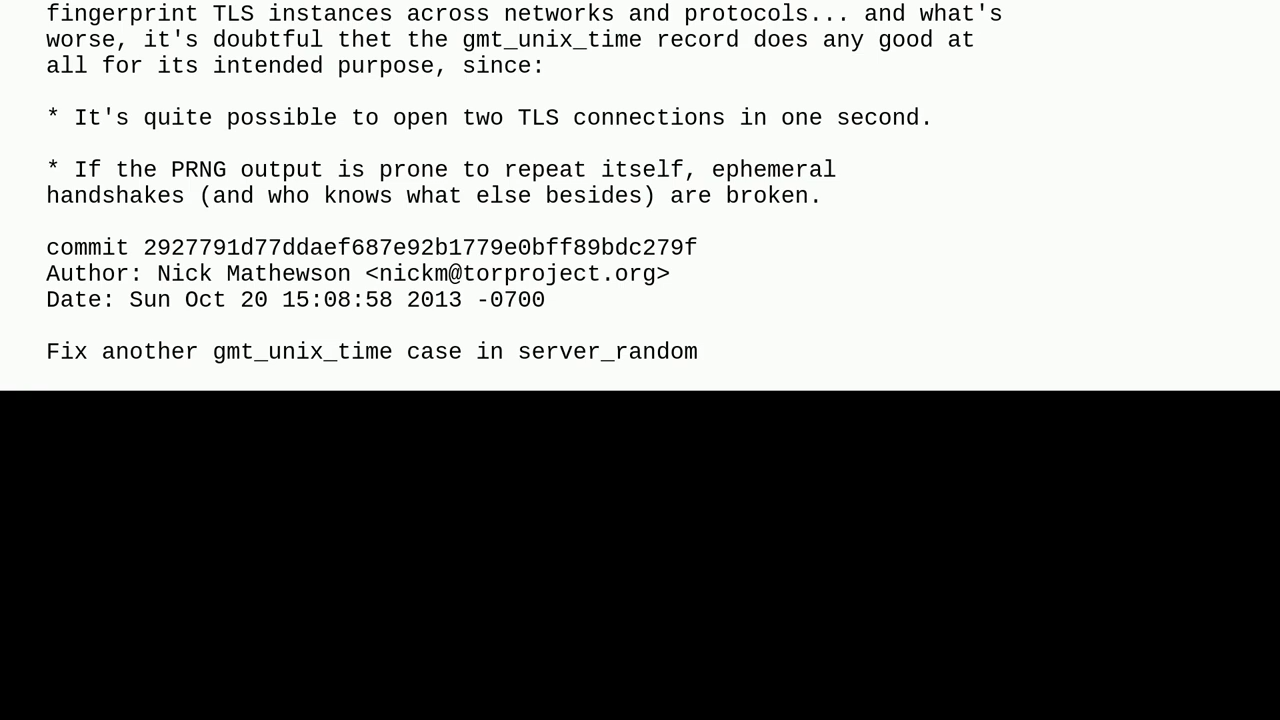 fingerprint TLS instances across networks and protocols... and what's
worse, it's doubtful thet the gmt_unix_time record does any good at
all for its intended purpose, since:
* It's quite possible to open two TLS connections in one second.
* If the PRNG output is prone to repeat itself, ephemeral
handshakes (and who knows what else besides) are broken.
commit 2927791d77ddaef687e92b1779e0bff89bdc279f
Author: Nick Mathewson <nickm@torproject.org>
Date: Sun Oct 20 15:08:58 2013 -0700
Fix another gmt_unix_time case in server_random